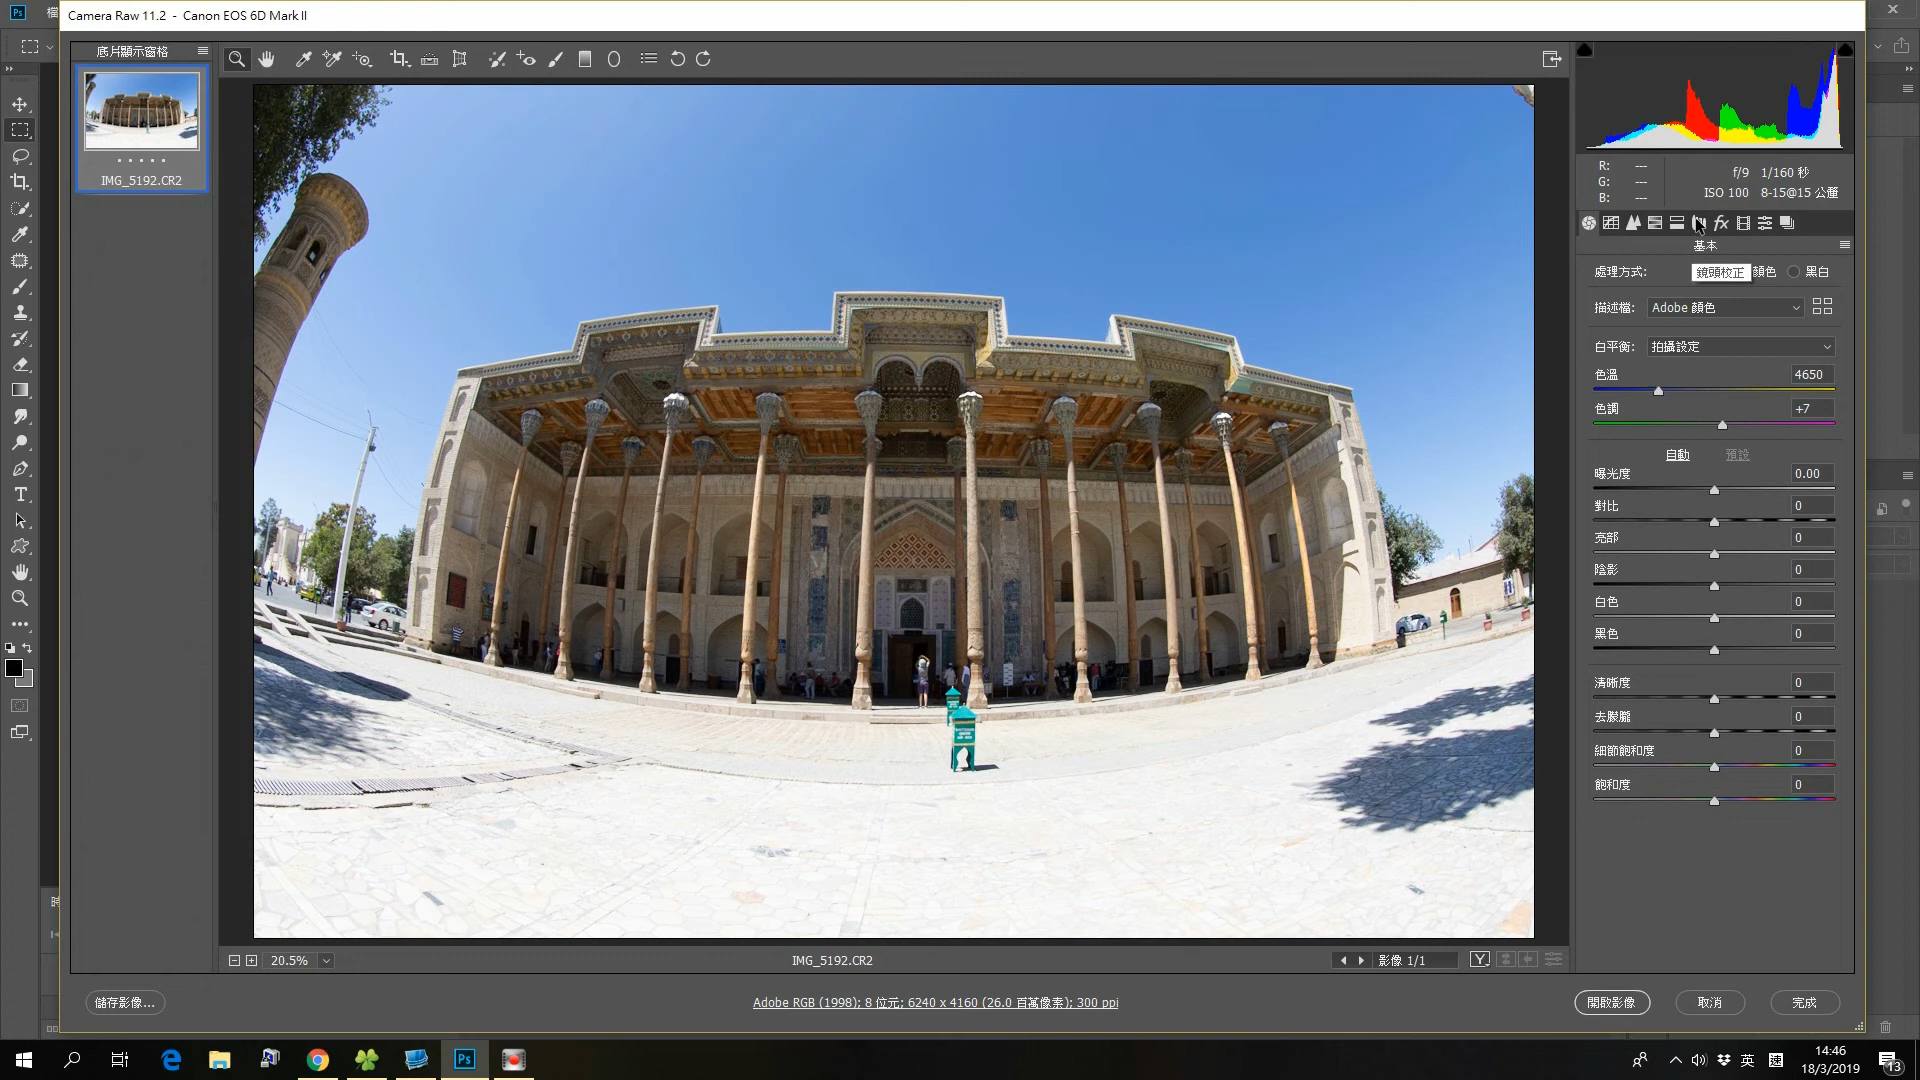 Camera Raw 11.2 - Canon EOS 6D Mark II
Ps
檔
底片顯示窗格
IMG_5192.CR2
R: ---
G: ---
B: ---
f/9 1/160 秒
ISO 100 8-15@15 公釐
fx
基本
處理方式: 顏色 黑白
鏡頭校正
描述檔: Adobe 顏色
白平衡: 拍攝設定
色溫 4650
色調 +7
自動 預設
曝光度 0.00
對比 0
亮部 0
陰影 0
白色 0
黑色 0
清晰度 0
去朦朧 0
細節飽和度 0
飽和度 0
T
時
20.5%
IMG_5192.CR2
影像 1/1
Y
儲存影像...
Adobe RGB (1998); 8 位元; 6240 x 4160 (26.0 百萬像素); 300 ppi
開啟影像 取消 完成
Ps
英
14:46
18/3/2019
13